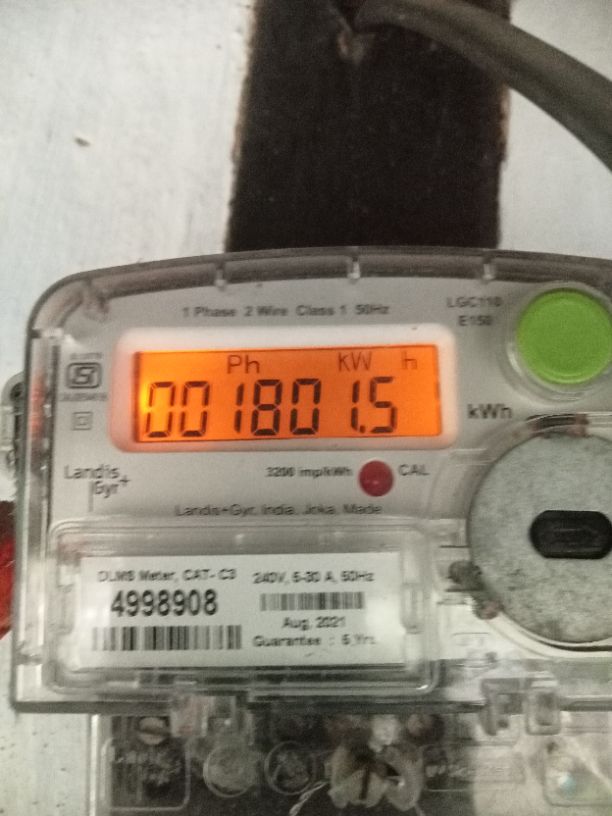 1 Phase 2 Wire Class 1 50Hz
LGC110
E150
Ph KW h
001801.5
kWh
Landis
Gyr+
3200 imp/kWh CAL
Landis+Gyr, India, Joka, Made
DLMS Meter, CAT- C3
4998908
240V, 5-30 A, 50Hz
Aug, 2021
Guarantee : 5 Yrs